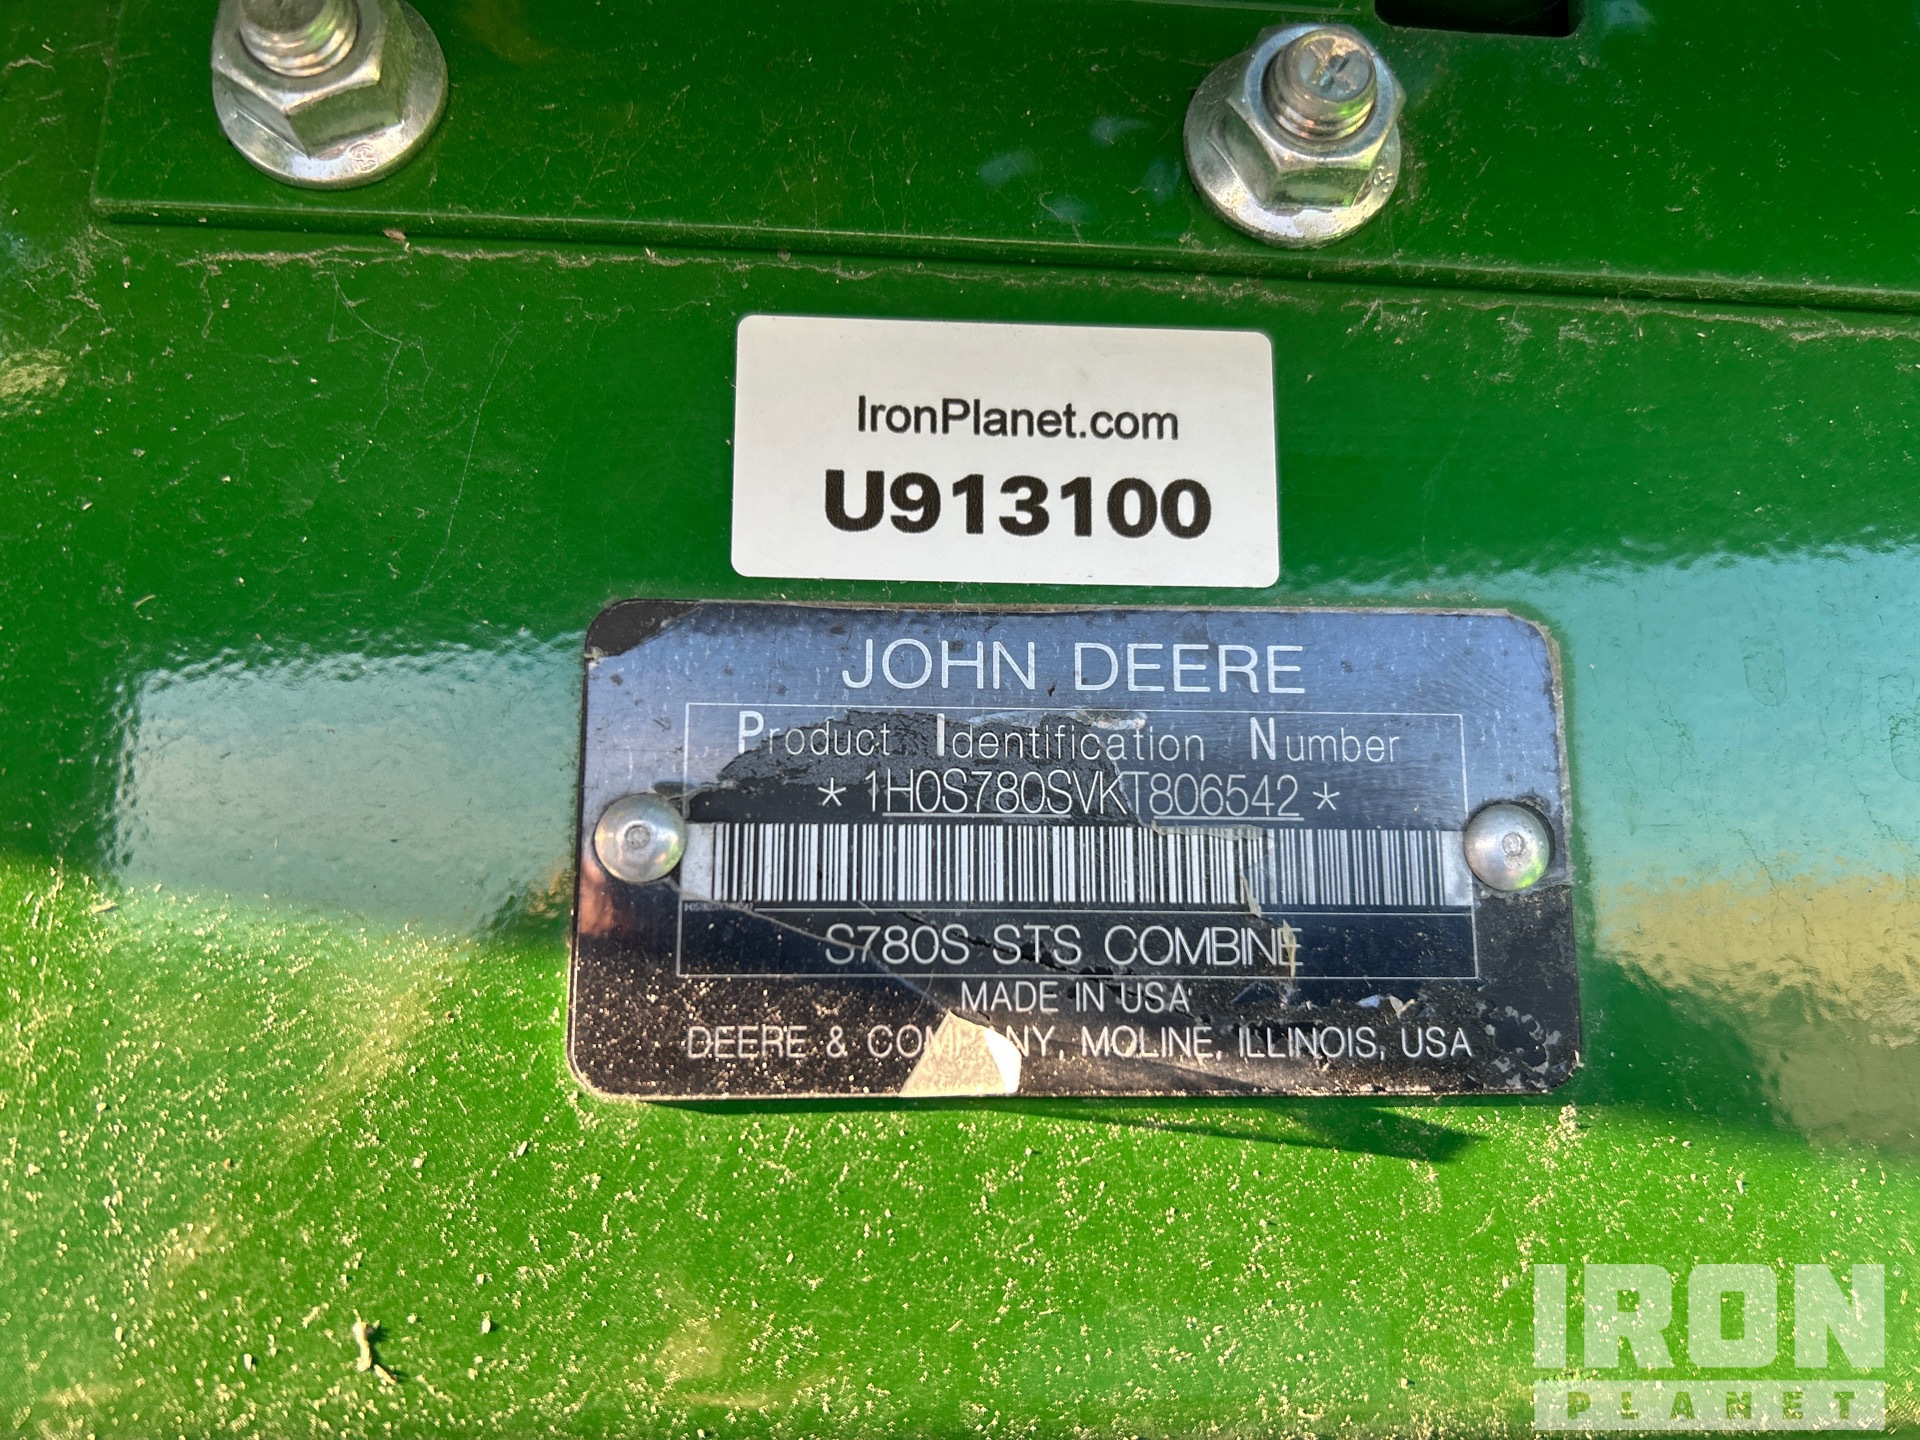 IronPlanet.com
U913100
JOHN DEERE
Product Identification Number
*1H0S780SVKT806542*
S780S STS COMBINE
MADE IN USA
DEERE & COMPANY, MOLINE, ILLINOIS, USA
IRON
PLANET